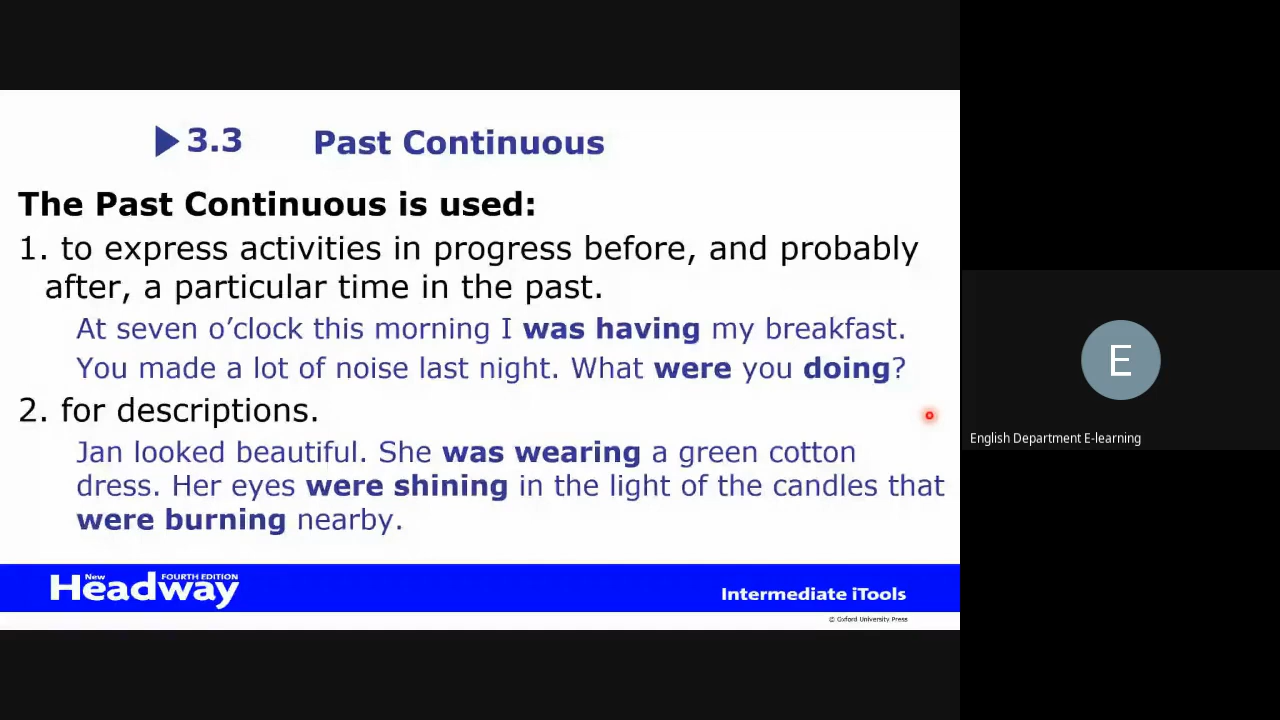 3.3 Past Continuous
The Past Continuous is used:
1. to express activities in progress before, and probably
after, a particular time in the past.
At seven o’clock this morning I was having my breakfast.
You made a lot of noise last night. What were you doing?
2. for descriptions.
Jan looked beautiful. She was wearing a green cotton
dress. Her eyes were shining in the light of the candles that
were burning nearby.
New Headway FOURTH EDITION
Intermediate iTools
© Oxford University Press
E
English Department E-learning